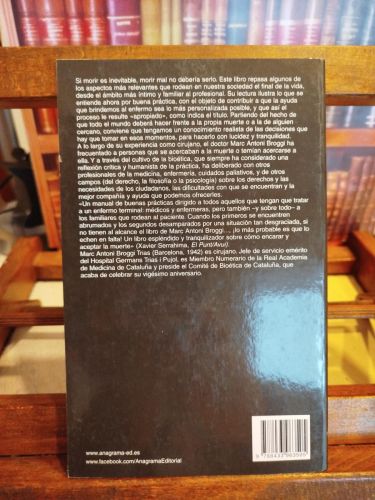 Si morir es inevitable, morir mal no debería serlo. Este libro repasa algunos de
los aspectos más relevantes que rodean en nuestra sociedad el final de la
vida, desde el ámbito más íntimo y familiar al profesional. Su lectura ilustra lo que se
entiende ahora por buena práctica, con el objeto de contribuir a que la ayuda
que brindemos al enfermo sea lo más personalizada posible, y que así el
proceso le resulte «apropiado», como indica el título. Partiendo del hecho de
que todo el mundo deberá hacer frente a la propia muerte o a la de alguien
cercano, conviene que tengamos un conocimiento realista de las decisiones que
hay que tomar en esos momentos, para hacerlo con lucidez y tranquilidad.
A lo largo de su experiencia como cirujano, el doctor Marc Antoni Broggi ha
frecuentado a personas que se acercaban a la muerte o temían acercarse a
ella. Y a través del cultivo de la bioética, que siempre ha considerado una
reflexión crítica y humanista de la práctica, ha deliberado con otros
profesionales de la medicina, enfermería, cuidados paliativos, y de otros
campos (del derecho, la filosofía o la psicología) sobre los derechos y las
necesidades de los ciudadanos, las dificultades con que se encuentran y la
mejor compañía y ayuda que podemos ofrecerles.
«Un manual de buenas prácticas dirigido a todos aquellos que tengan que tratar
a un enfermo terminal: médicos y enfermeras, pero también –y sobre todo– a
los familiares que rodean al paciente. Cuando los primeros se encuentren
abrumados y los segundos desamparados por una situación tan desgraciada, si
no tienen al alcance el libro de Marc Antoni Broggi..., ¡lo más probable es que lo
echen en falta! Un libro espléndido y tranquilizador sobre cómo encarar y
aceptar la muerte» (Xavier Serrahima, El Punt/Avui).
Marc Antoni Broggi Trias (Barcelona, 1942) es cirujano. Jefe de servicio emérito
del Hospital Germans Trias i Pujol, es Miembro Numerario de la Real Academia
de Medicina de Cataluña y preside el Comité de Bioética de Cataluña, que
acaba de celebrar su vigésimo aniversario.
www.anagrama-ed.es
www.facebook.com/AnagramaEditorial
9 788433 963505